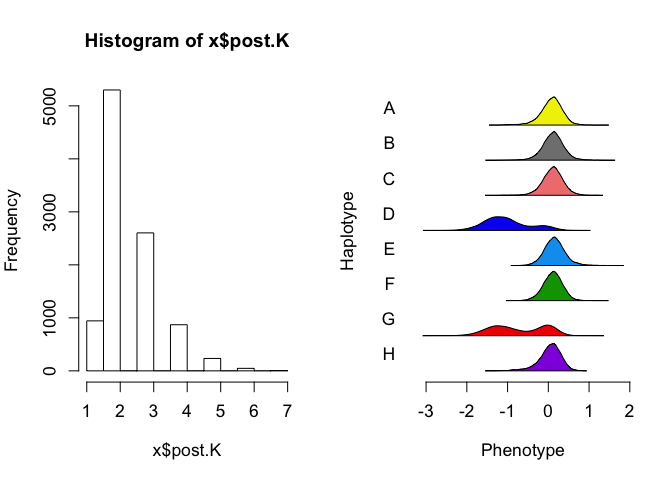 Histogram of x$post.K
Frequency
0
1000
3000
5000
1 2 3 4 5 6 7
x$post.K
Haplotype
A
B
C
D
E
F
G
H
-3 -2 -1 0 1 2
Phenotype